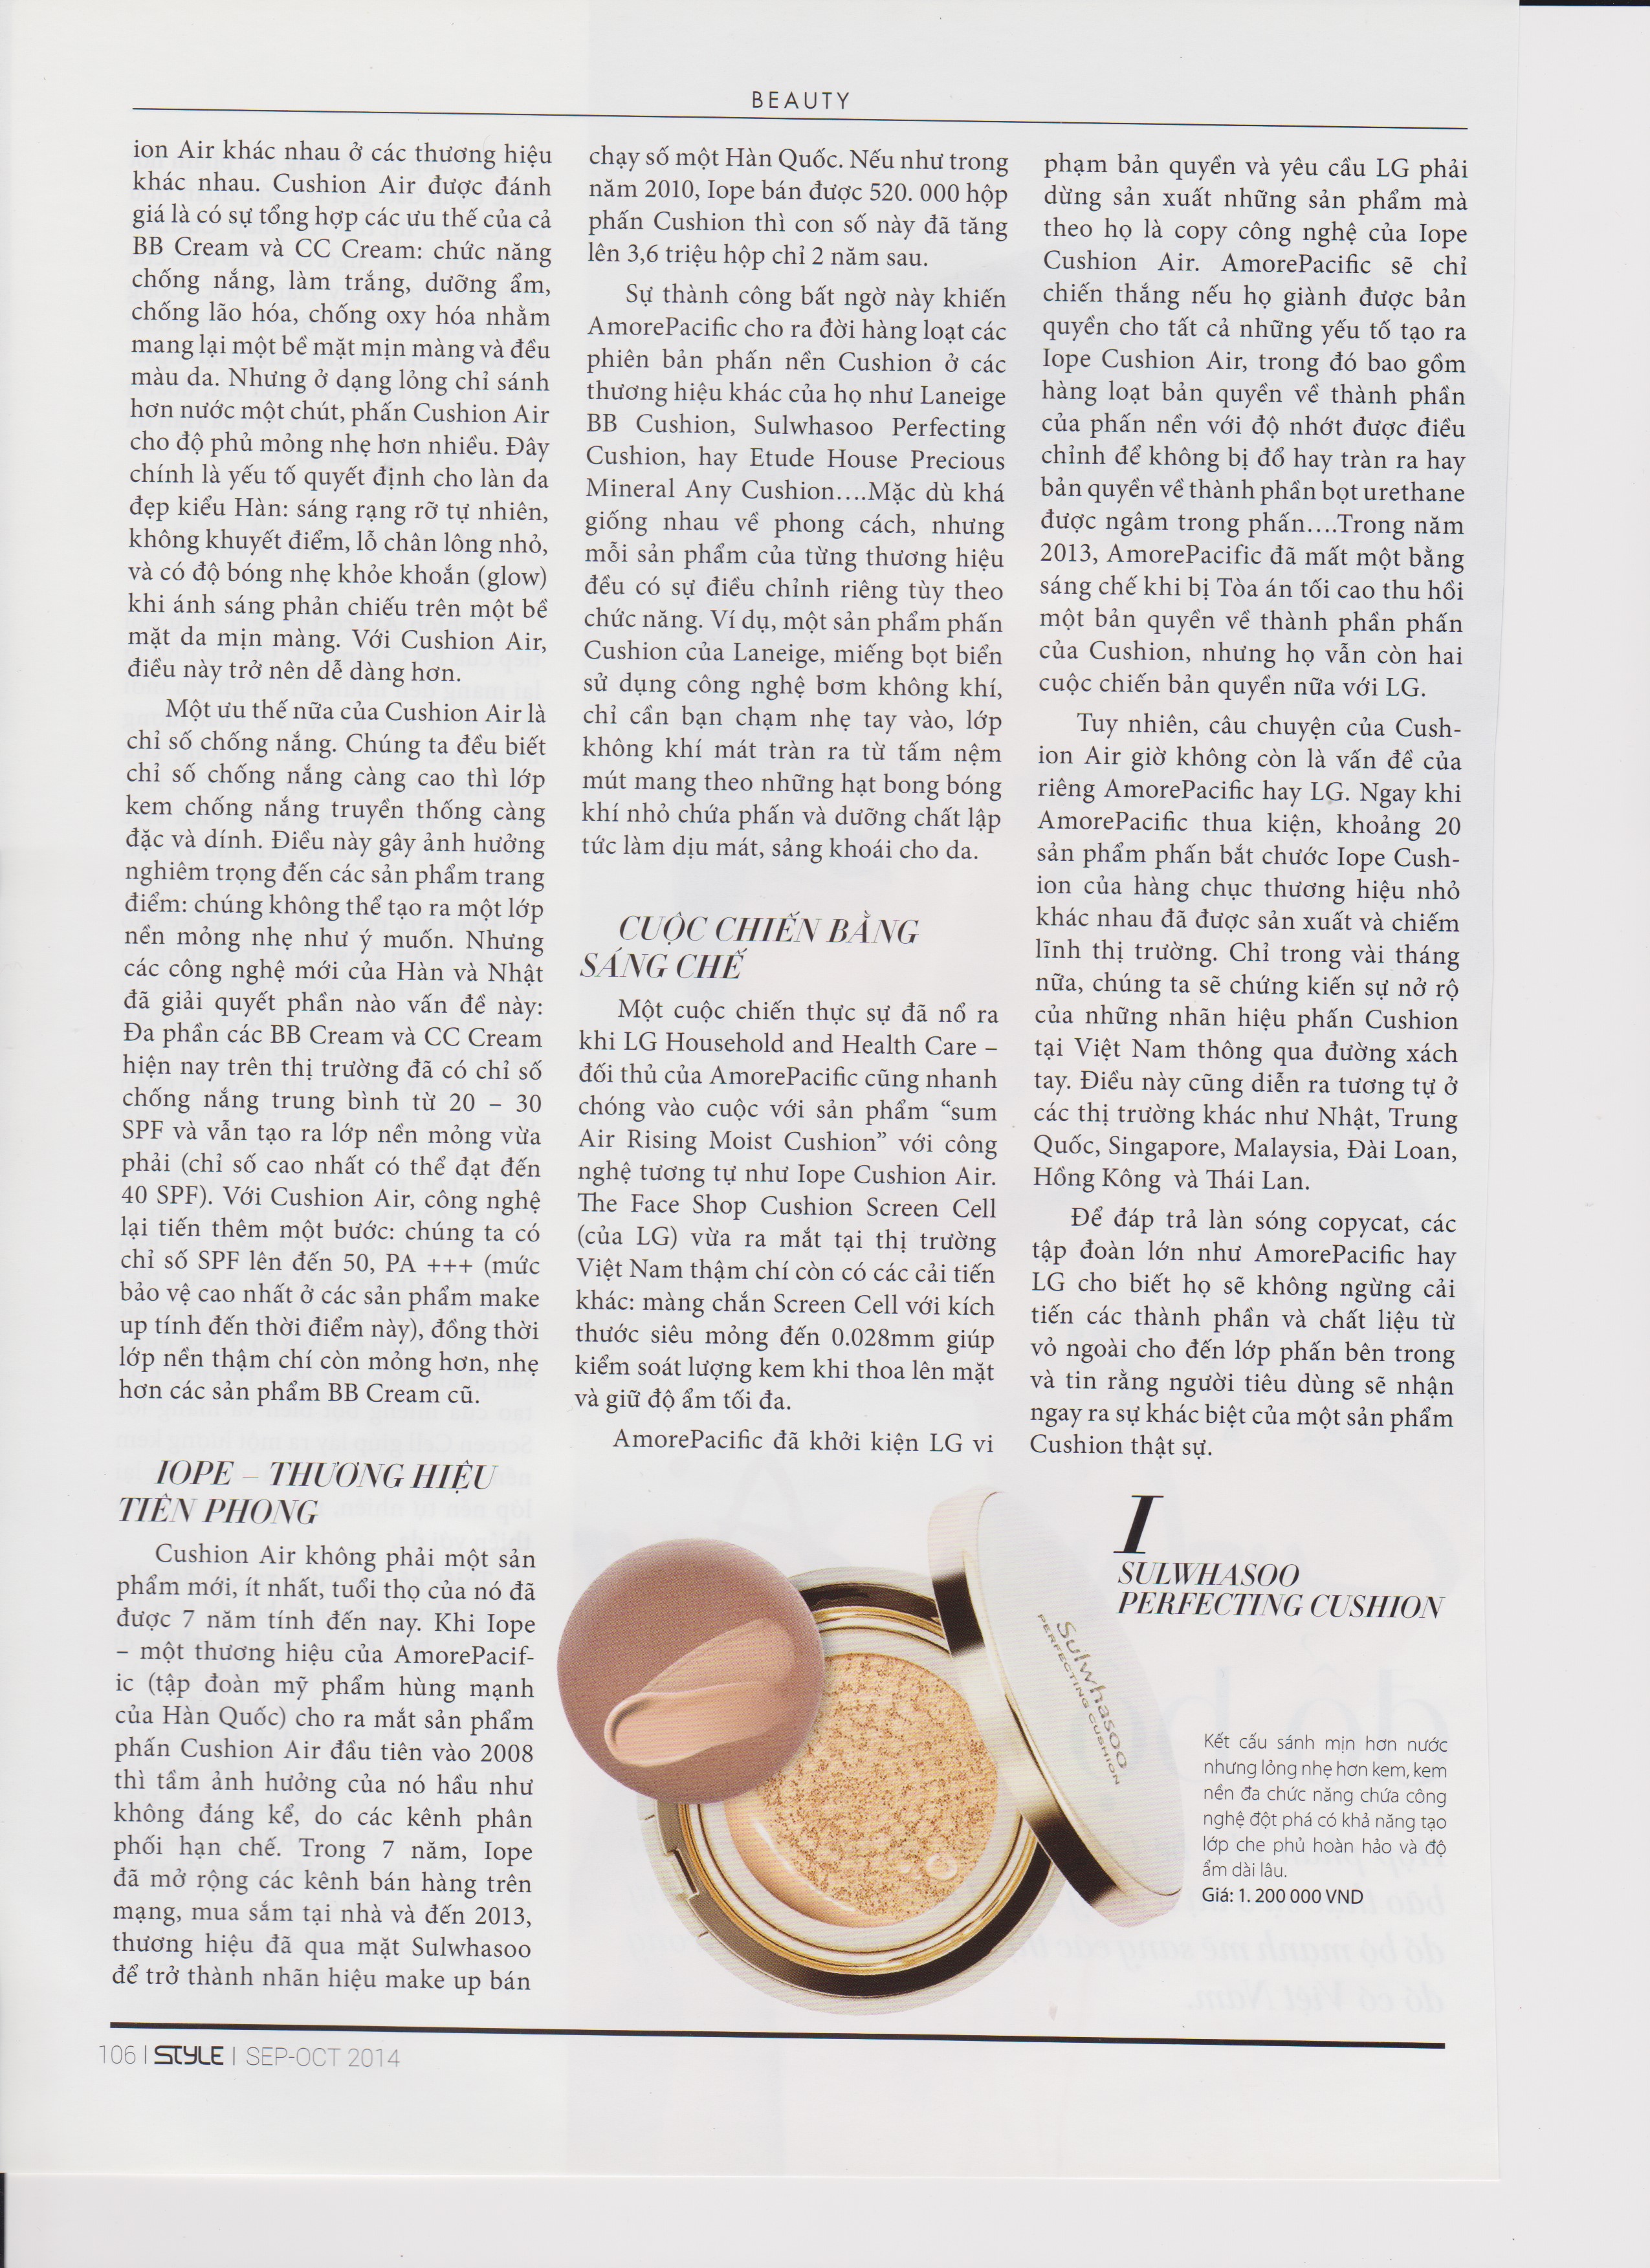 BEAUTY
ion Air khác nhau ở các thương hiệu
khác nhau. Cushion Air được đánh
giá là có sự tổng hợp các ưu thế của cả
BB Cream và CC Cream: chức năng
chống nắng, làm trắng, dưỡng ẩm,
chống lão hóa, chống oxy hóa nhằm
mang lại một bề mặt mịn màng và đều
màu da. Nhưng ở dạng lỏng chỉ sánh
hơn nước một chút, phấn Cushion Air
cho độ phủ mỏng nhẹ hơn nhiều. Đây
chính là yếu tố quyết định cho làn da
đẹp kiểu Hàn: sáng rạng rỡ tự nhiên,
không khuyết điểm, lỗ chân lông nhỏ,
và có độ bóng nhẹ khỏe khoắn (glow)
khi ánh sáng phản chiếu trên một bề
mặt da mịn màng. Với Cushion Air,
điều này trở nên dễ dàng hơn.
Một ưu thế nữa của Cushion Air là
chỉ số chống nắng. Chúng ta đều biết
chỉ số chống nắng càng cao thì lớp
kem chống nắng truyền thống càng
đặc và dính. Điều này gây ảnh hưởng
nghiêm trọng đến các sản phẩm trang
điểm: chúng không thể tạo ra một lớp
nền mỏng nhẹ như ý muốn. Nhưng
các công nghệ mới của Hàn và Nhật
đã giải quyết phần nào vấn đề này:
Đa phần các BB Cream và CC Cream
hiện nay trên thị trường đã có chỉ số
chống nắng trung bình từ 20 – 30
SPF và vẫn tạo ra lớp nền mỏng vừa
phải (chỉ số cao nhất có thể đạt đến
40 SPF). Với Cushion Air, công nghệ
lại tiến thêm một bước: chúng ta có
chỉ số SPF lên đến 50, PA +++ (mức
bảo vệ cao nhất ở các sản phẩm make
up tính đến thời điểm này), đồng thời
lớp nền thậm chí còn mỏng hơn, nhẹ
hơn các sản phẩm BB Cream cũ.
IOPE – THƯƠNG HIỆU
TIÊN PHONG
Cushion Air không phải một sản
phẩm mới, ít nhất, tuổi thọ của nó đã
được 7 năm tính đến nay. Khi Iope
– một thương hiệu của AmorePacif-
ic (tập đoàn mỹ phẩm hùng mạnh
của Hàn Quốc) cho ra mắt sản phẩm
phấn Cushion Air đầu tiên vào 2008
thì tầm ảnh hưởng của nó hầu như
không đáng kể, do các kênh phân
phối hạn chế. Trong 7 năm, Iope
đã mở rộng các kênh bán hàng trên
mạng, mua sắm tại nhà và đến 2013,
thương hiệu đã qua mặt Sulwhasoo
để trở thành nhãn hiệu make up bán
chạy số một Hàn Quốc. Nếu như trong
năm 2010, Iope bán được 520. 000 hộp
phấn Cushion thì con số này đã tăng
lên 3,6 triệu hộp chỉ 2 năm sau.
Sự thành công bất ngờ này khiến
AmorePacific cho ra đời hàng loạt các
phiên bản phấn nền Cushion ở các
thương hiệu khác của họ như Laneige
BB Cushion, Sulwhasoo Perfecting
Cushion, hay Etude House Precious
Mineral Any Cushion….Mặc dù khá
giống nhau về phong cách, nhưng
mỗi sản phẩm của từng thương hiệu
đều có sự điều chỉnh riêng tùy theo
chức năng. Ví dụ, một sản phẩm phấn
Cushion của Laneige, miếng bọt biển
sử dụng công nghệ bơm không khí,
chỉ cần bạn chạm nhẹ tay vào, lớp
không khí mát tràn ra từ tấm nệm
mút mang theo những hạt bong bóng
khí nhỏ chứa phấn và dưỡng chất lập
tức làm dịu mát, sảng khoái cho da.
CUỘC CHIẾN BẰNG
SÁNG CHẾ
Một cuộc chiến thực sự đã nổ ra
khi LG Household and Health Care –
đối thủ của AmorePacific cũng nhanh
chóng vào cuộc với sản phẩm “sum
Air Rising Moist Cushion” với công
nghệ tương tự như Iope Cushion Air.
The Face Shop Cushion Screen Cell
(của LG) vừa ra mắt tại thị trường
Việt Nam thậm chí còn có các cải tiến
khác: màng chắn Screen Cell với kích
thước siêu mỏng đến 0.028mm giúp
kiểm soát lượng kem khi thoa lên mặt
và giữ độ ẩm tối đa.
AmorePacific đã khởi kiện LG vi
phạm bản quyền và yêu cầu LG phải
dừng sản xuất những sản phẩm mà
theo họ là copy công nghệ của Iope
Cushion Air. AmorePacific sẽ chỉ
chiến thắng nếu họ giành được bản
quyền cho tất cả những yếu tố tạo ra
Iope Cushion Air, trong đó bao gồm
hàng loạt bản quyền về thành phần
của phấn nền với độ nhớt được điều
chỉnh để không bị đổ hay tràn ra hay
bản quyền về thành phần bọt urethane
được ngâm trong phấn….Trong năm
2013, AmorePacific đã mất một bằng
sáng chế khi bị Tòa án tối cao thu hồi
một bản quyền về thành phần phấn
của Cushion, nhưng họ vẫn còn hai
cuộc chiến bản quyền nữa với LG.
Tuy nhiên, câu chuyện của Cush-
ion Air giờ không còn là vấn đề của
riêng AmorePacific hay LG. Ngay khi
AmorePacific thua kiện, khoảng 20
sản phẩm phấn bắt chước Iope Cush-
ion của hàng chục thương hiệu nhỏ
khác nhau đã được sản xuất và chiếm
lĩnh thị trường. Chỉ trong vài tháng
nữa, chúng ta sẽ chứng kiến sự nở rộ
của những nhãn hiệu phấn Cushion
tại Việt Nam thông qua đường xách
tay. Điều này cũng diễn ra tương tự ở
các thị trường khác như Nhật, Trung
Quốc, Singapore, Malaysia, Đài Loan,
Hồng Kông và Thái Lan.
Để đáp trả làn sóng copycat, các
tập đoàn lớn như AmorePacific hay
LG cho biết họ sẽ không ngừng cải
tiến các thành phần và chất liệu từ
vỏ ngoài cho đến lớp phấn bên trong
và tin rằng người tiêu dùng sẽ nhận
ngay ra sự khác biệt của một sản phẩm
Cushion thật sự.
I
SULWHASOO
PERFECTING CUSHION
Sulwhasoo
PERFECTING CUSHION
Kết cấu sánh mịn hơn nước
nhưng lỏng nhẹ hơn kem, kem
nền đa chức năng chứa công
nghệ đột phá có khả năng tạo
lớp che phủ hoàn hảo và độ
ẩm dài lâu.
Giá: 1. 200 000 VND
106 | STYLE | SEP-OCT 2014